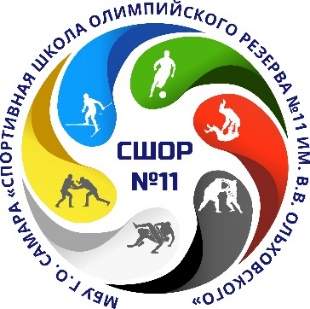 МБУ Г.О. САМАРА «СПОРТИВНАЯ ШКОЛА ОЛИМПИЙСКОГО РЕЗЕРВА №11 ИМ. В.В. ОЛЬХОВСКОГО»
СШОР
№11